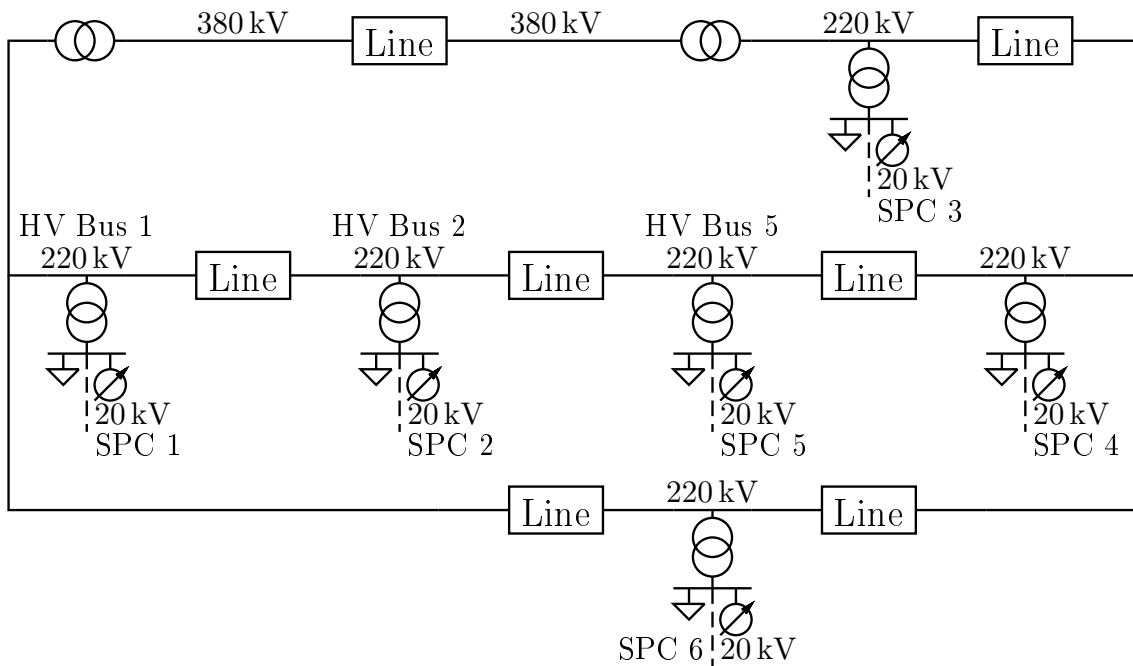 380 kV
Line
380 kV
220 kV
Line
20 kV
SPC 3
HV Bus 1
220 kV
Line
HV Bus 2
220 kV
Line
HV Bus 5
220 kV
Line
220 kV
20 kV
SPC 1
20 kV
SPC 2
20 kV
SPC 5
20 kV
SPC 4
Line
220 kV
Line
SPC 6
20 kV